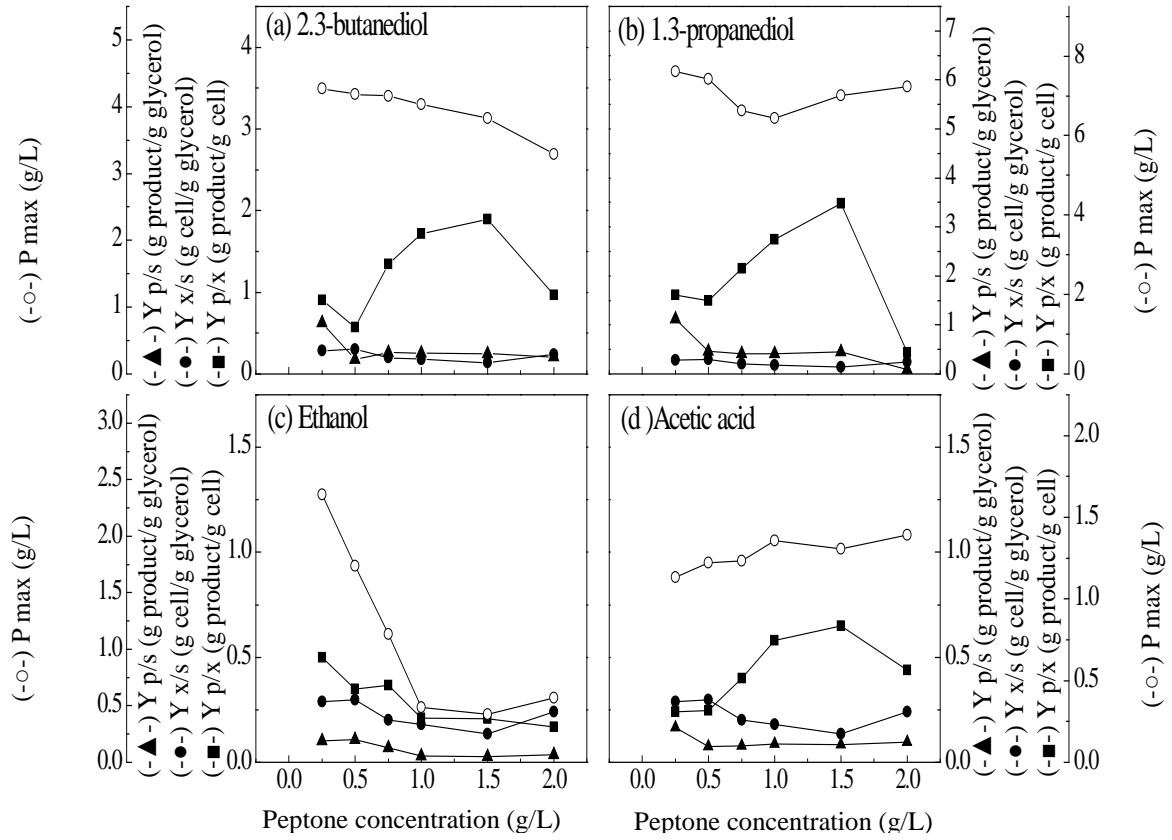 (a) 2.3-butanediol
(b) 1.3-propanediol
(-○-) P max (g/L)
5
4
3
2
1
0
(-▲-) Y p/s (g product/g glycerol)
(-●-) Y x/s (g cell/g glycerol)
(-■-) Y p/x (g product/g cell)
4
3
2
1
0
7
6
5
4
3
2
1
0
(-▲-) Y p/s (g product/g glycerol)
(-●-) Y x/s (g cell/g glycerol)
(-■-) Y p/x (g product/g cell)
8
6
4
2
0
(-○-) P max (g/L)
(c) Ethanol
(d )Acetic acid
(-○-) P max (g/L)
3.0
2.5
2.0
1.5
1.0
0.5
0.0
(-▲-) Y p/s (g product/g glycerol)
(-●-) Y x/s (g cell/g glycerol)
(-■-) Y p/x (g product/g cell)
1.5
1.0
0.5
0.0
1.5
1.0
0.5
0.0
(-▲-) Y p/s (g product/g glycerol)
(-●-) Y x/s (g cell/g glycerol)
(-■-) Y p/x (g product/g cell)
2.0
1.5
1.0
0.5
0.0
(-○-) P max (g/L)
0.0 0.5 1.0 1.5 2.0
0.0 0.5 1.0 1.5 2.0
Peptone concentration (g/L)
Peptone concentration (g/L)